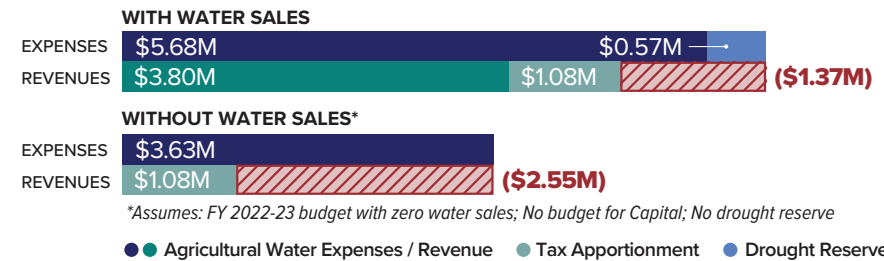 WITH WATER SALES
EXPENSES $5.68M $0.57M
REVENUES $3.80M $1.08M ($1.37M)
WITHOUT WATER SALES*
EXPENSES $3.63M
REVENUES $1.08M ($2.55M)
*Assumes: FY 2022-23 budget with zero water sales; No budget for Capital; No drought reserve
Agricultural Water Expenses / Revenue Tax Apportionment Drought Reserve